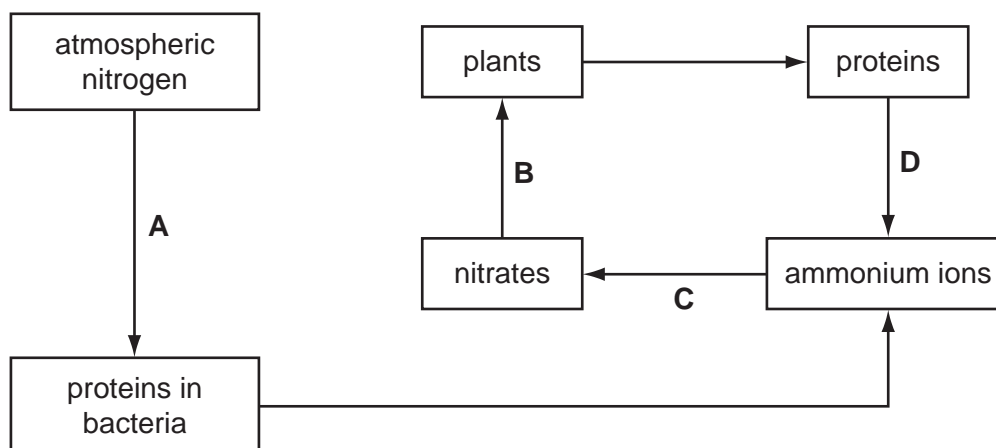 atmospheric
nitrogen
plants
proteins
A
B
D
nitrates
C
ammonium ions
proteins in
bacteria